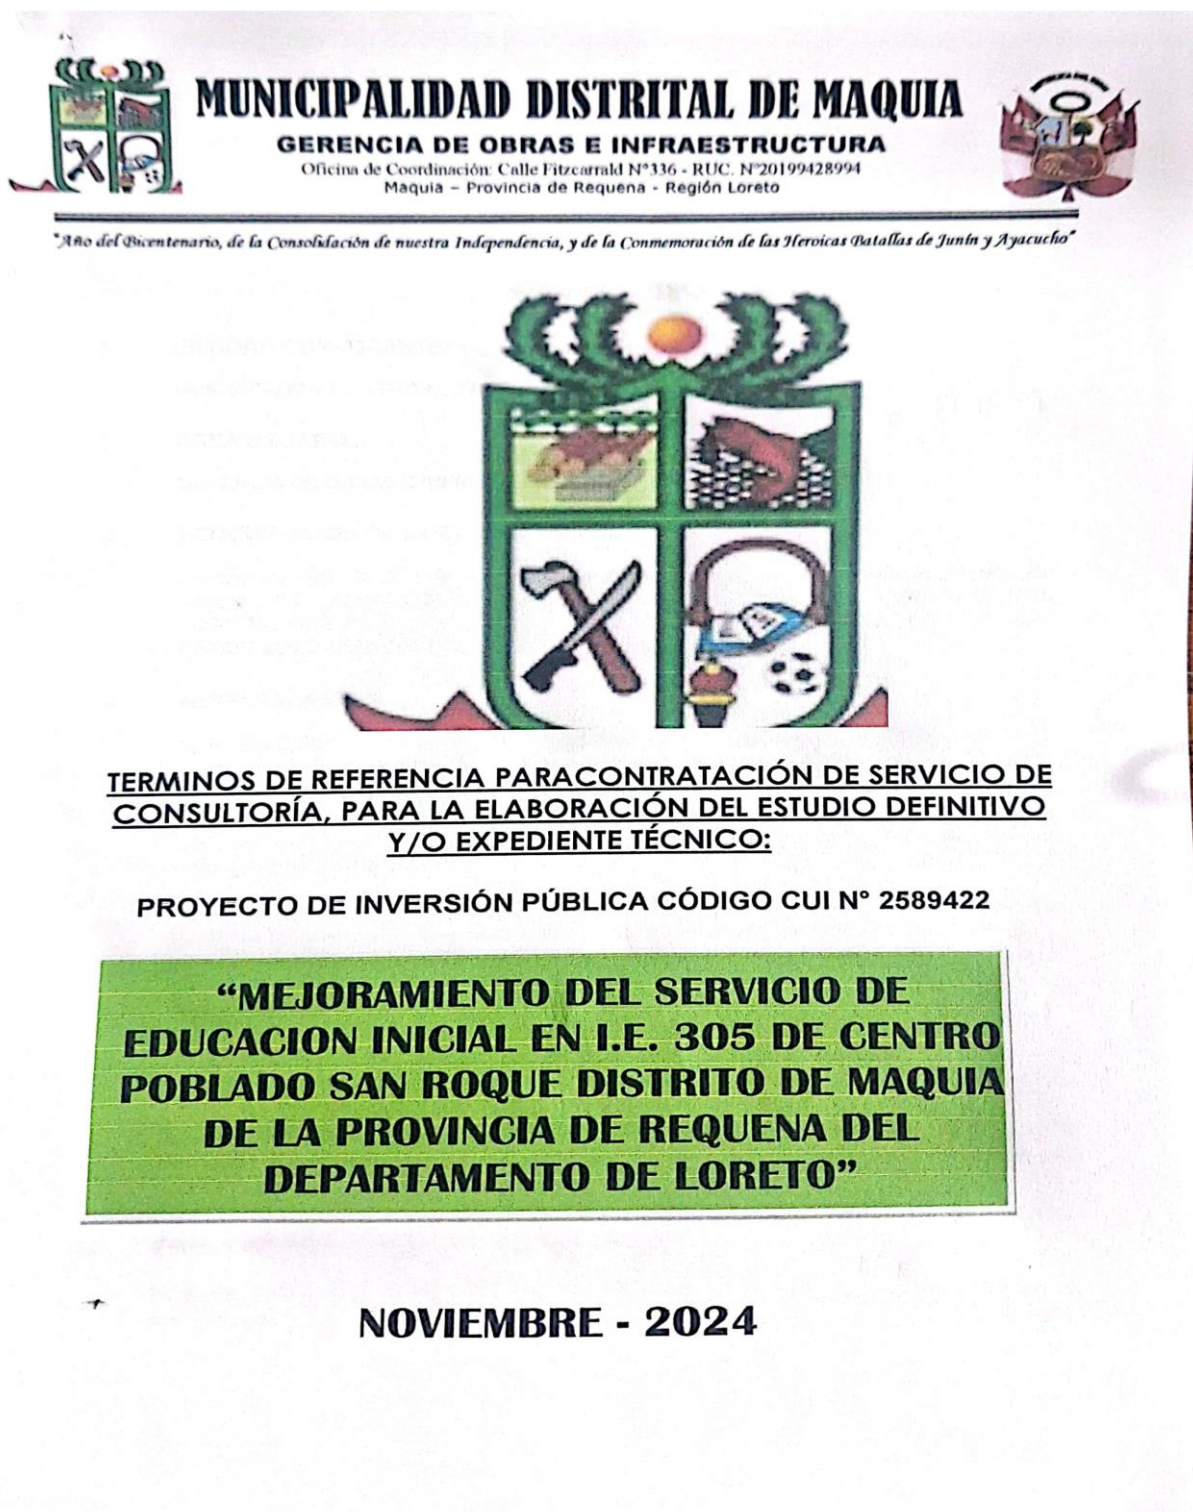 MUNICIPALIDAD DISTRITAL DE MAQUIA
GERENCIA DE OBRAS E INFRAESTRUCTURA
Oficina de Coordinación: Calle Fitzcarrald N°336 - RUC. N°20199428994
Maquia – Provincia de Requena - Región Loreto
"Año del Bicentenario, de la Consolidación de nuestra Independencia, y de la Conmemoración de las Heroicas Batallas de Junín y Ayacucho"
TERMINOS DE REFERENCIA PARACONTRATACIÓN DE SERVICIO DE
CONSULTORÍA, PARA LA ELABORACIÓN DEL ESTUDIO DEFINITIVO
Y/O EXPEDIENTE TÉCNICO:
PROYECTO DE INVERSIÓN PÚBLICA CÓDIGO CUI N° 2589422
“MEJORAMIENTO DEL SERVICIO DE
EDUCACION INICIAL EN I.E. 305 DE CENTRO
POBLADO SAN ROQUE DISTRITO DE MAQUIA
DE LA PROVINCIA DE REQUENA DEL
DEPARTAMENTO DE LORETO”
NOVIEMBRE - 2024